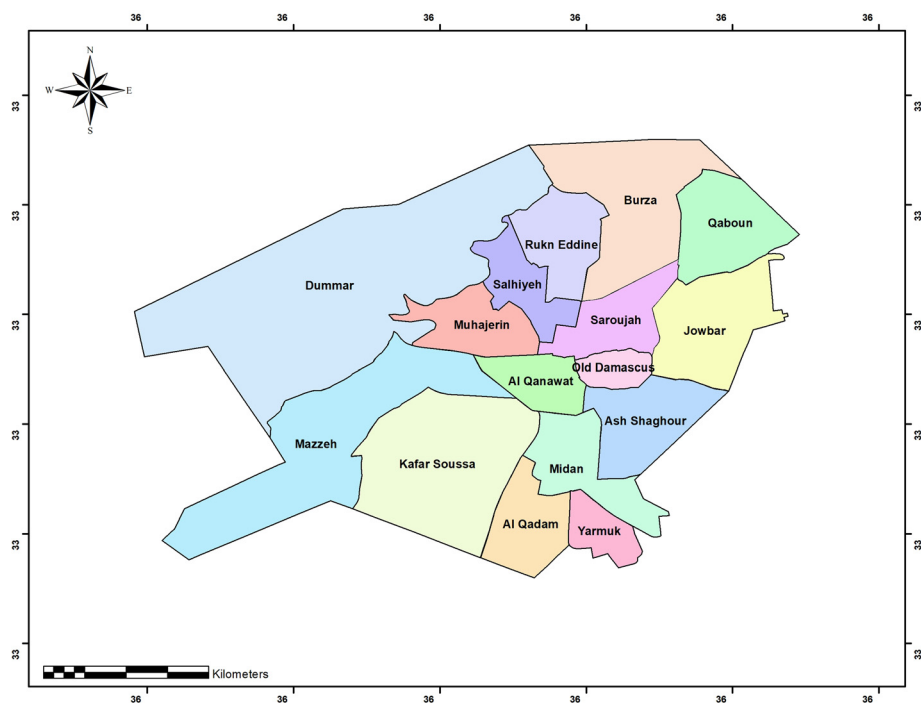 36 36 36 36 36 36
N
W E
S
33 33
33 33
33 33
33 33
33 33
33 33
Burza
Qaboun
Rukn Eddine
Dummar
Salhiyeh
Saroujah
Muhajerin
Jowbar
Old Damascus
Al Qanawat
Ash Shaghour
Mazzeh
Kafar Soussa
Midan
Al Qadam
Yarmuk
Kilometers
36 36 36 36 36 36